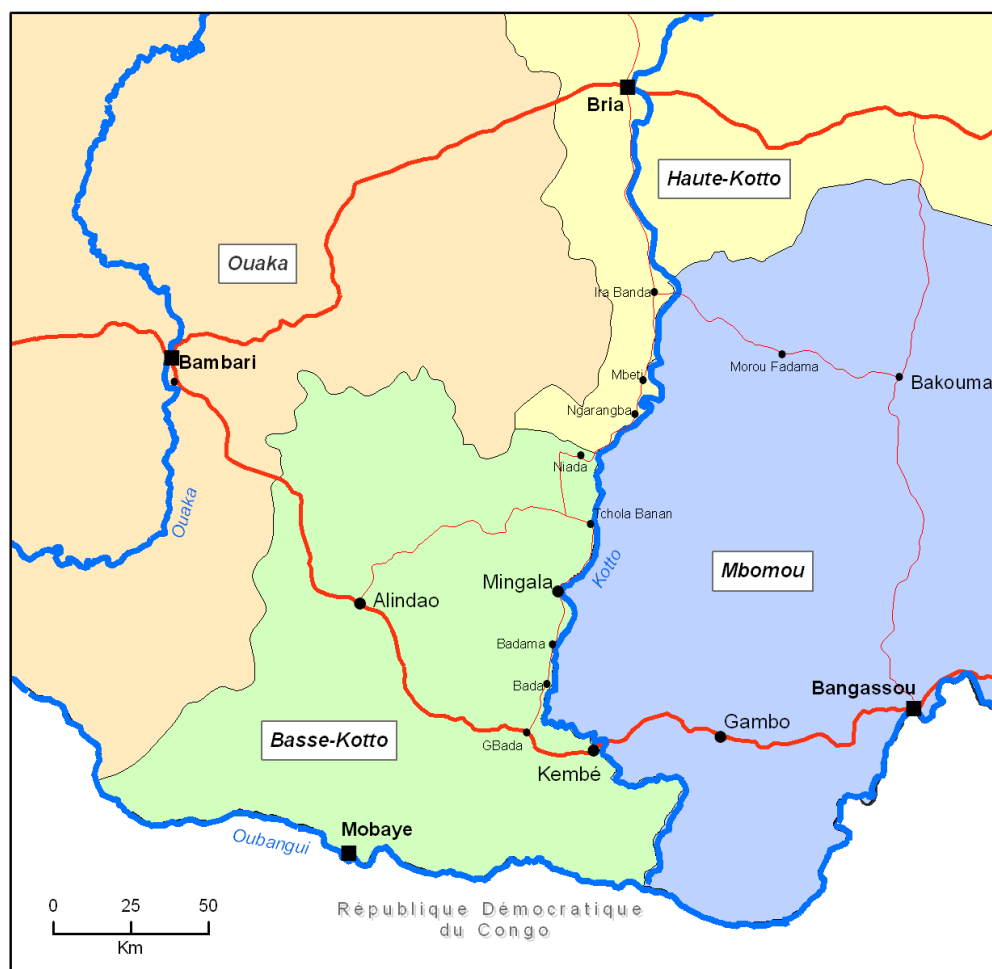 Bria
Haute-Kotto
Ouaka
Ira Banda
Bambari
Morou Fadama
Mbeti
Bakouma
Ngarangba
Niada
Ouaka
Tchola Banan
Kotto
Mingala
Mbomou
Alindao
Badama
Bada
Bangassou
Gambo
Basse-Kotto
GBada
Kembé
Mobaye
Oubangui
0 25 50
Km
République Démocratique
du Congo